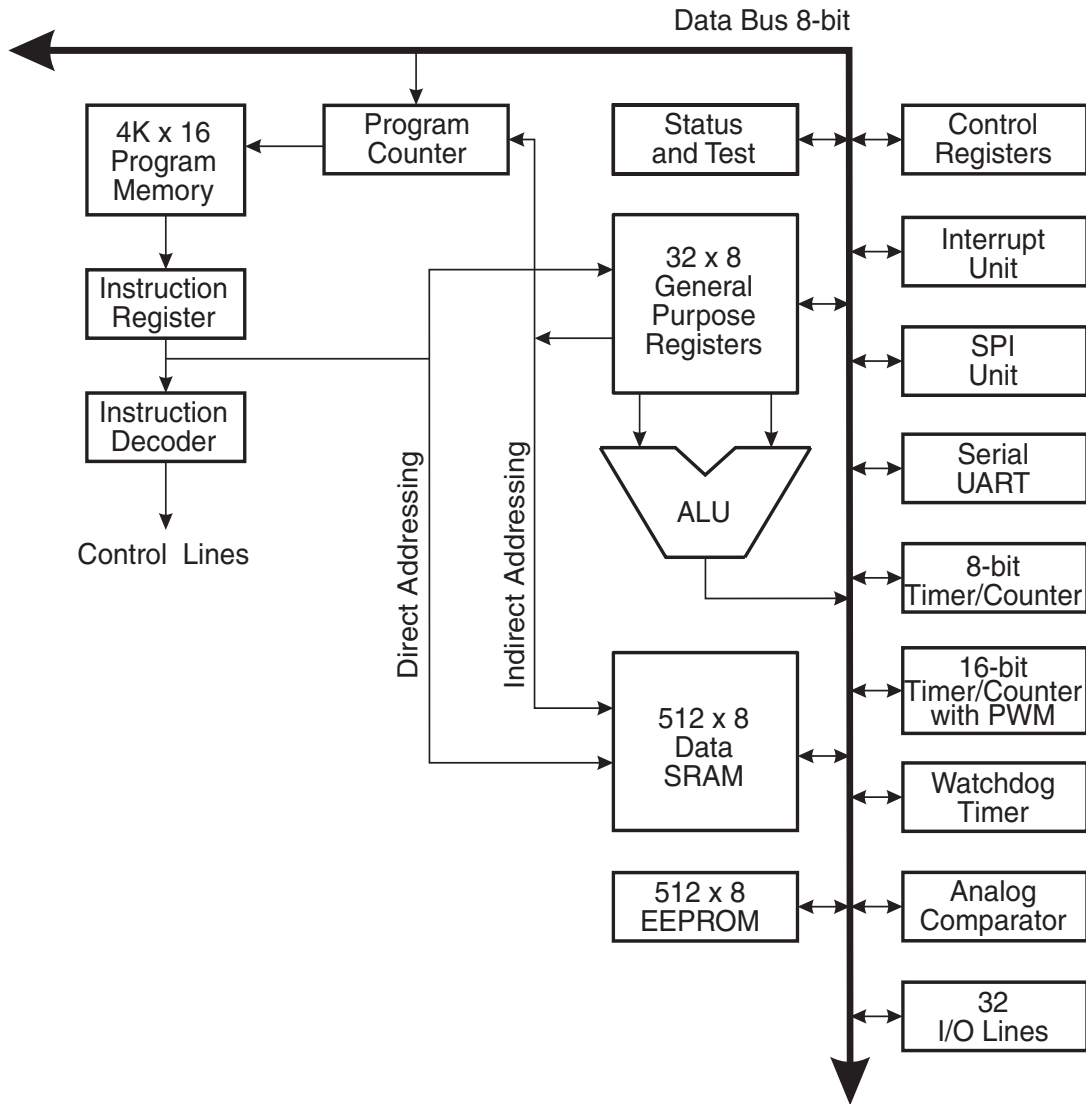 Data Bus 8-bit
4K x 16
Program
Memory
Program
Counter
Status
and Test
Control
Registers
Instruction
Register
32 x 8
General
Purpose
Registers
Interrupt
Unit
SPI
Unit
Instruction
Decoder
Control Lines
Direct Addressing
Indirect Addressing
ALU
Serial
UART
8-bit
Timer/Counter
512 x 8
Data
SRAM
16-bit
Timer/Counter
with PWM
Watchdog
Timer
512 x 8
EEPROM
Analog
Comparator
32
I/O Lines